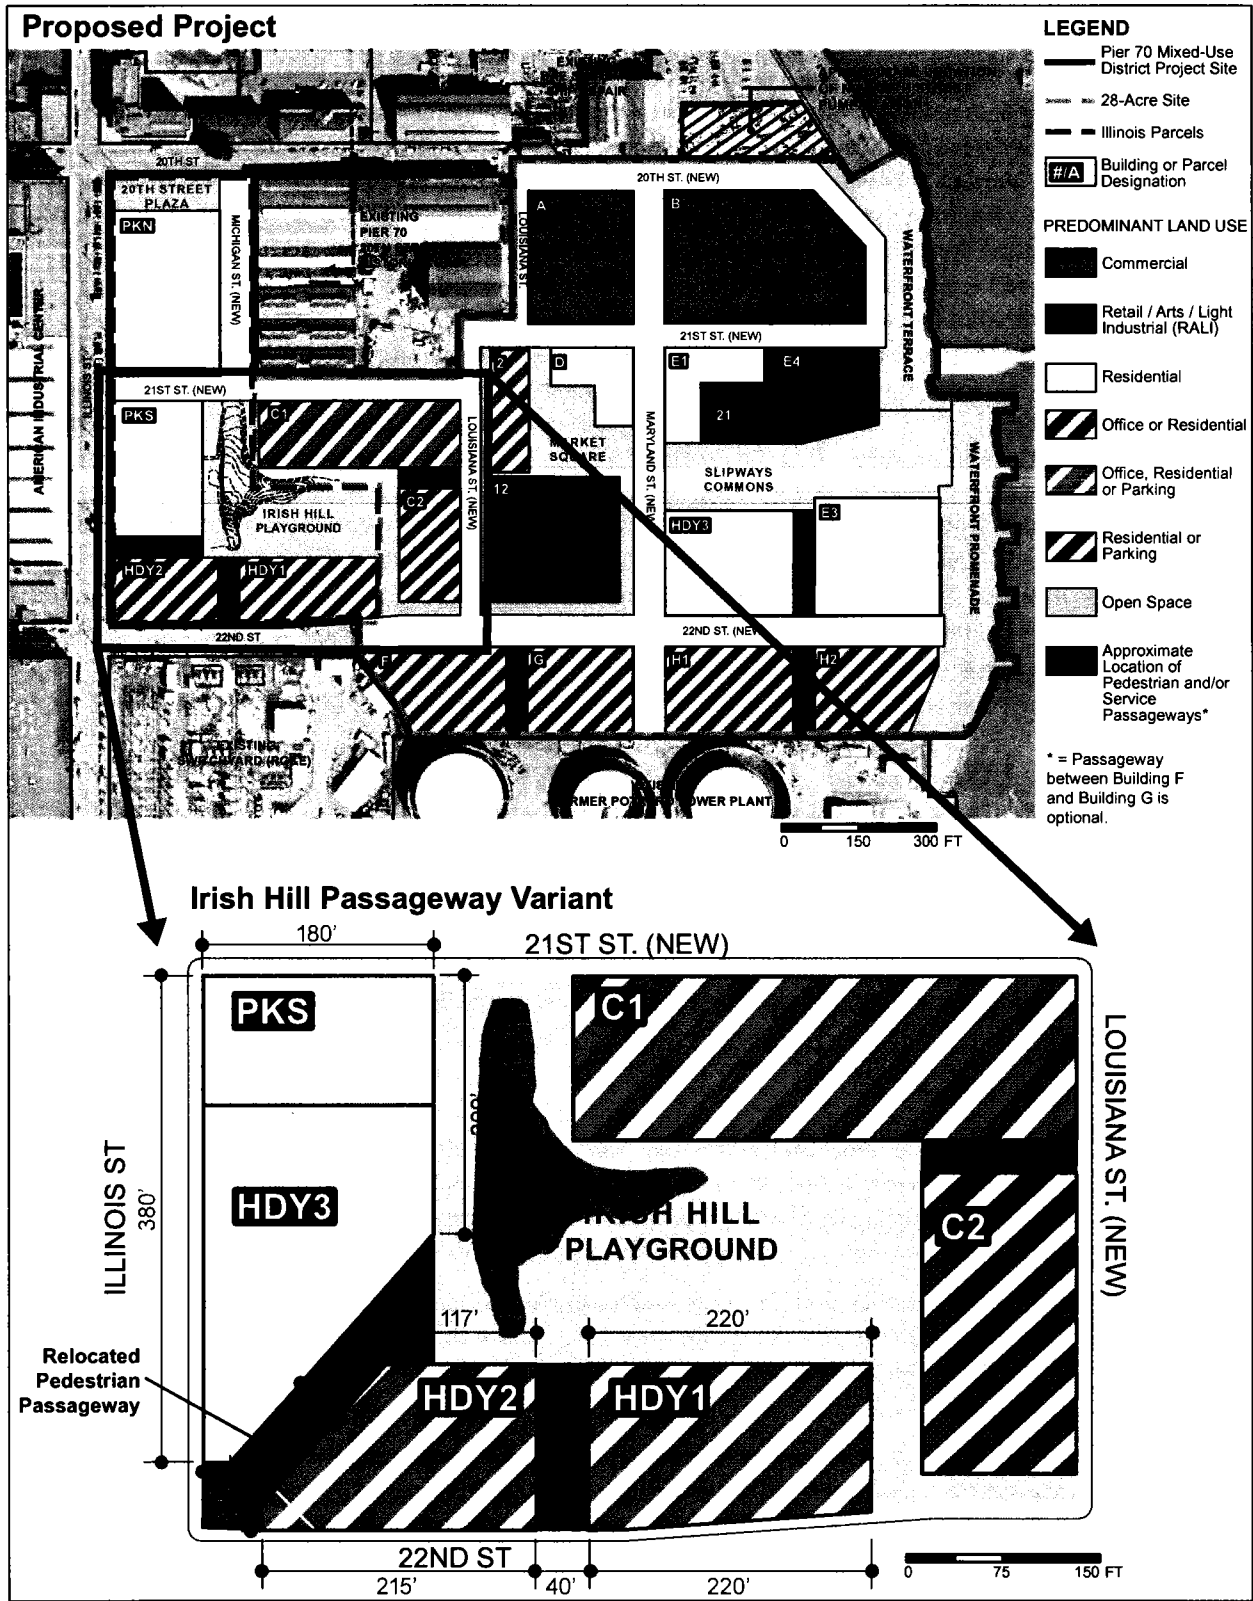 Proposed Project
LEGEND
Pier 70 Mixed-Use
District Project Site
28-Acre Site
Illinois Parcels
#/A
Building or Parcel
Designation
PREDOMINANT LAND USE
Commercial
Retail / Arts / Light
Industrial (RALI)
Residential
Office or Residential
Office, Residential
or Parking
Residential or
Parking
Open Space
Approximate
Location of
Pedestrian and/or
Service
Passageways*
* = Passageway
between Building F
and Building G is
optional.
20TH ST
20TH STREET
PLAZA
PKN
MICHIGAN ST. (NEW)
EXISTING
PIER 70
LOUISIANA ST.
20TH ST. (NEW)
A
B
WATERFRONT TERRACE
AMERICAN INDUSTRIAL CENTER
ILLINOIS ST
21ST ST. (NEW)
21ST ST. (NEW)
PKS
C1
LOUISIANA ST. (NEW)
2
D
E1
E4
21
MARKET
SQUARE
MARYLAND ST. (NEW)
SLIPWAYS
COMMONS
WATERFRONT PROMENADE
IRISH HILL
PLAYGROUND
C2
12
HDY3
E3
HDY2
HDY1
22ND ST
22ND ST. (NEW)
F
G
H1
H2
EXISTING
SWITCHYARD (PG&E)
POWER PLANT
0 150 300 FT
Irish Hill Passageway Variant
180'
21ST ST. (NEW)
PKS
C1
ILLINOIS ST
380'
HDY3
LOUISIANA ST. (NEW)
IRISH HILL
PLAYGROUND
C2
117'
220'
Relocated
Pedestrian
Passageway
HDY2
HDY1
22ND ST
215'
40'
220'
0 75 150 FT